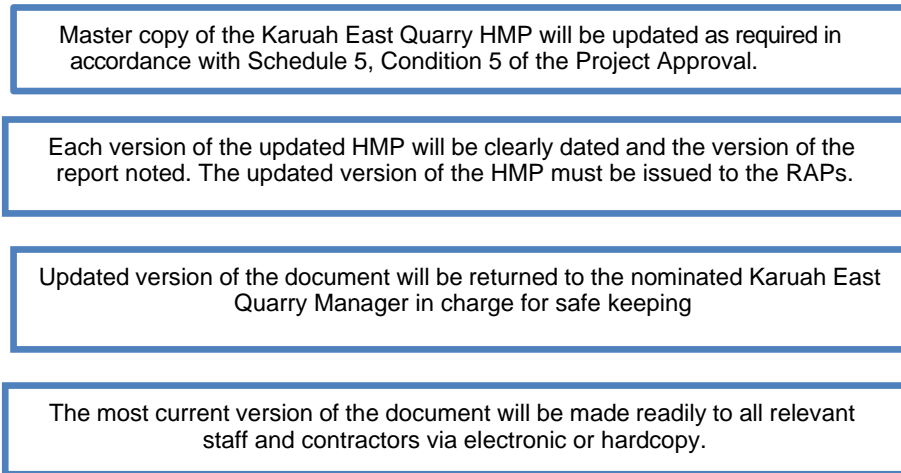 Master copy of the Karuah East Quarry HMP will be updated as required in
accordance with Schedule 5, Condition 5 of the Project Approval.
Each version of the updated HMP will be clearly dated and the version of the
report noted. The updated version of the HMP must be issued to the RAPs.
Updated version of the document will be returned to the nominated Karuah East
Quarry Manager in charge for safe keeping
The most current version of the document will be made readily to all relevant
staff and contractors via electronic or hardcopy.